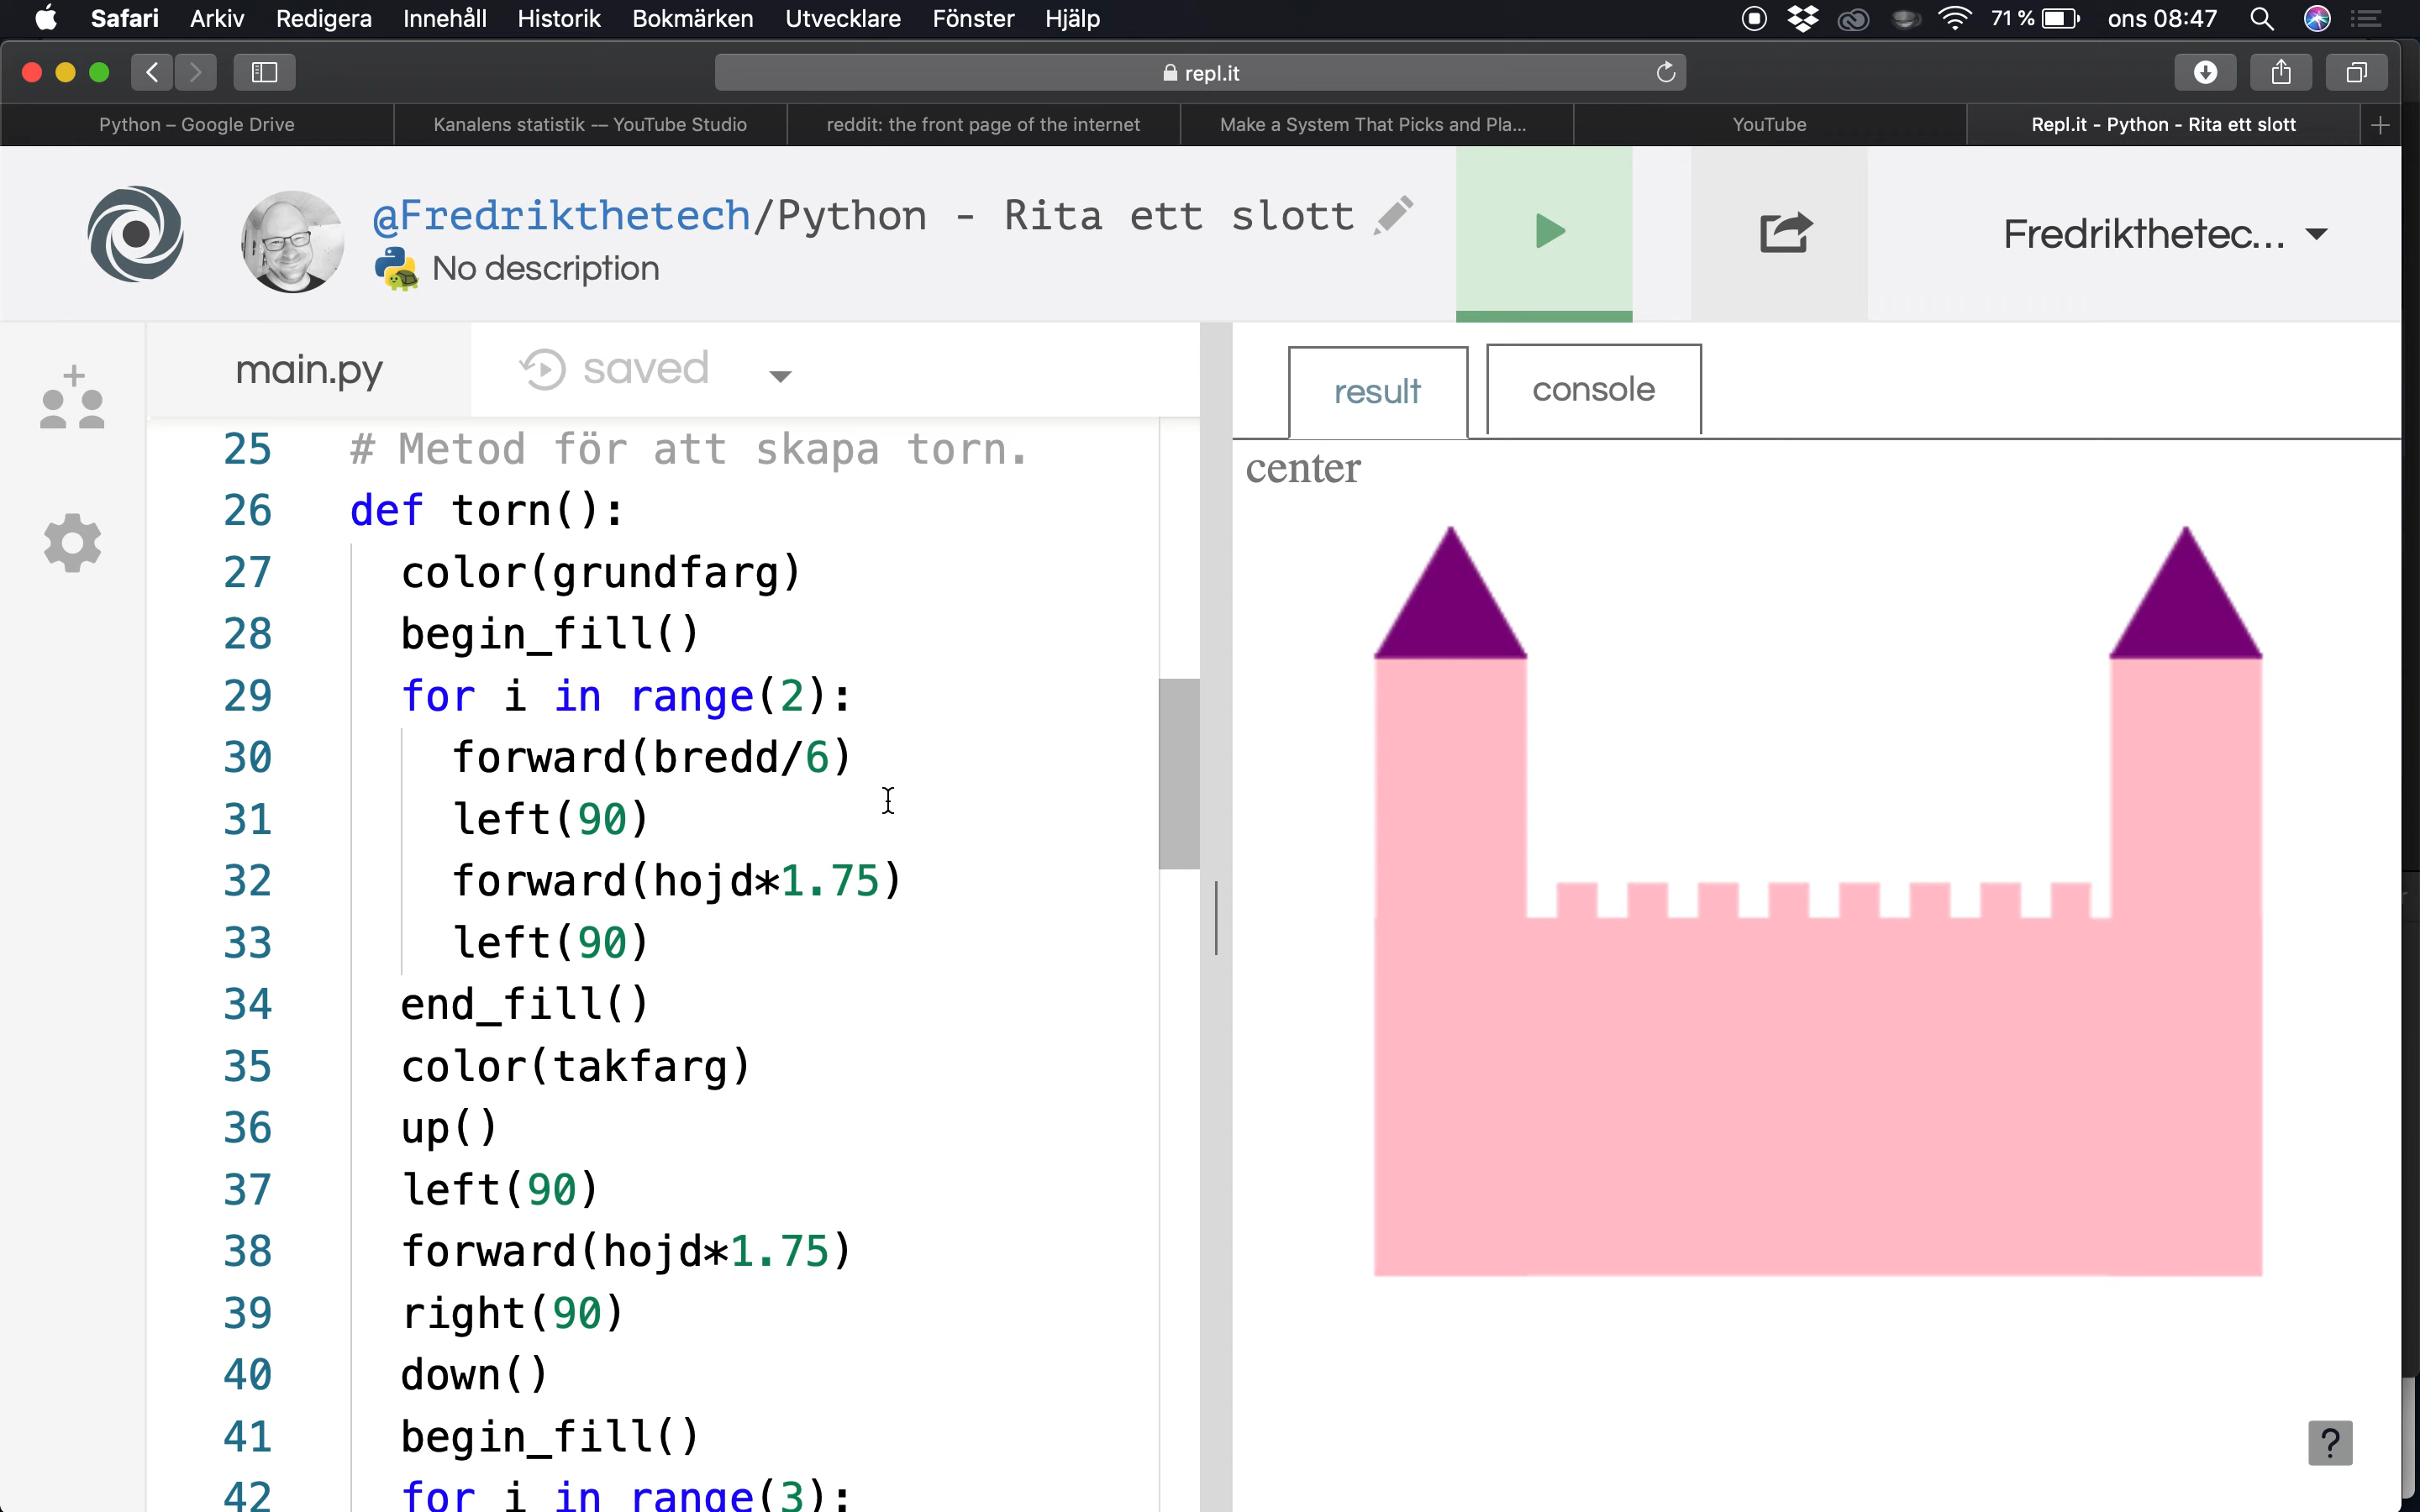 Safari Arkiv Redigera Innehåll Historik Bokmärken Utvecklare Fönster Hjälp 71 % ons 08:47
repl.it
Python – Google Drive Kanalens statistik -– YouTube Studio reddit: the front page of the internet Make a System That Picks and Pla... YouTube Repl.it - Python - Rita ett slott
@Fredrikthetech/Python - Rita ett slott
No description
Fredrikthetec...
main.py saved
result console
center
25 # Metod för att skapa torn.
26 def torn():
27 color(grundfarg)
28 begin_fill()
29 for i in range(2):
30 forward(bredd/6)
31 left(90)
32 forward(hojd*1.75)
33 left(90)
34 end_fill()
35 color(takfarg)
36 up()
37 left(90)
38 forward(hojd*1.75)
39 right(90)
40 down()
41 begin_fill()
42 for i in range(3):
?